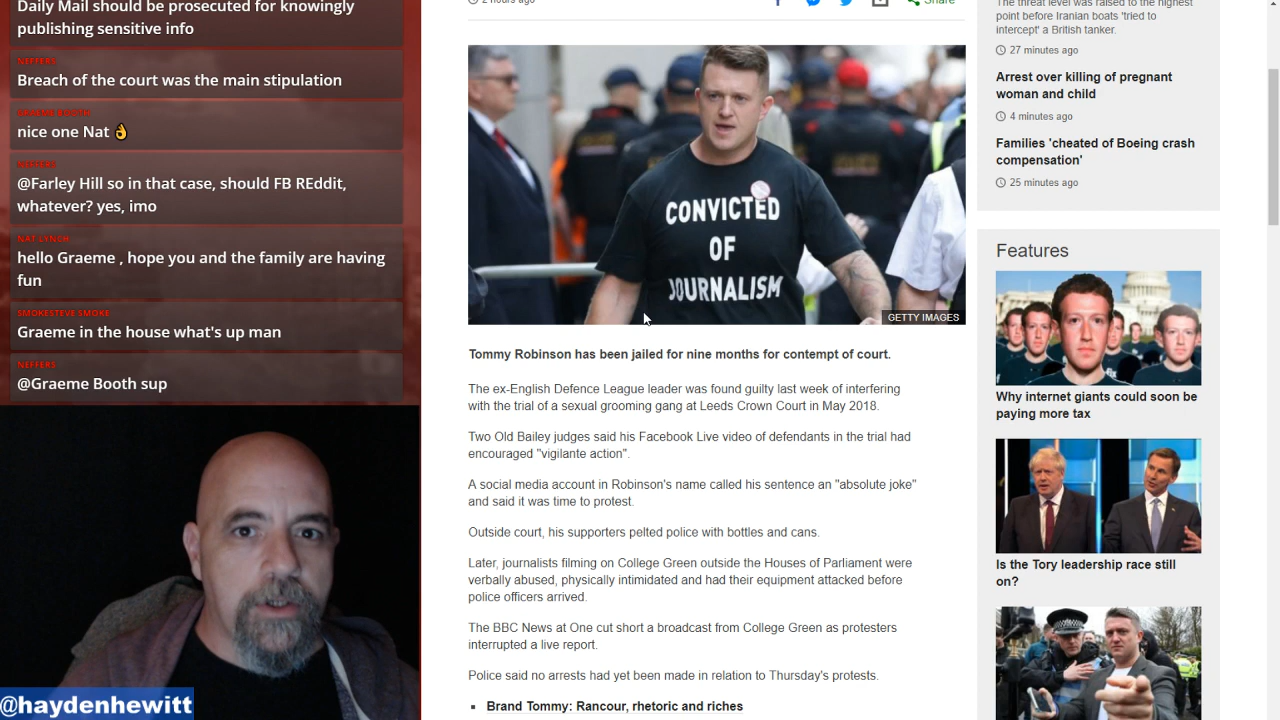 Daily Mail should be prosecuted for knowingly
publishing sensitive info
NEFFERS
Breach of the court was the main stipulation
GRAEME BOOTH
nice one Nat 👌
NEFFERS
@Farley Hill so in that case, should FB REddit,
whatever? yes, imo
NAT LYNCH
hello Graeme , hope you and the family are having
fun
SMOKESTEVE SMOKE
Graeme in the house what's up man
NEFFERS
@Graeme Booth sup
@haydenhewitt
2 hours ago
Share
CONVICTED
OF
JOURNALISM
GETTY IMAGES
Tommy Robinson has been jailed for nine months for contempt of court.
The ex-English Defence League leader was found guilty last week of interfering
with the trial of a sexual grooming gang at Leeds Crown Court in May 2018.
Two Old Bailey judges said his Facebook Live video of defendants in the trial had
encouraged "vigilante action".
A social media account in Robinson's name called his sentence an "absolute joke"
and said it was time to protest.
Outside court, his supporters pelted police with bottles and cans.
Later, journalists filming on College Green outside the Houses of Parliament were
verbally abused, physically intimidated and had their equipment attacked before
police officers arrived.
The BBC News at One cut short a broadcast from College Green as protesters
interrupted a live report.
Police said no arrests had yet been made in relation to Thursday's protests.
Brand Tommy: Rancour, rhetoric and riches
The threat level was raised to the highest
point before Iranian boats 'tried to
intercept' a British tanker.
27 minutes ago
Arrest over killing of pregnant
woman and child
4 minutes ago
Families 'cheated of Boeing crash
compensation'
25 minutes ago
Features
Why internet giants could soon be
paying more tax
Is the Tory leadership race still
on?